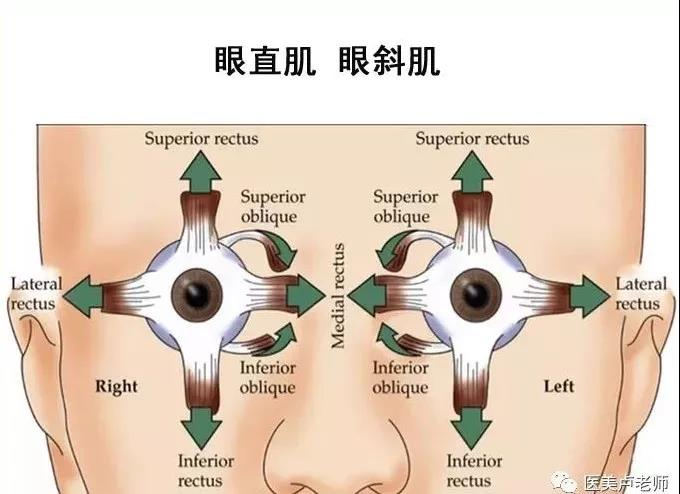 眼直肌 眼斜肌
Superior rectus
Superior rectus
Superior
oblique
Superior
oblique
Lateral
rectus
Medial rectus
Lateral
rectus
Right
Inferior
oblique
Inferior
oblique
Left
Inferior
rectus
Inferior
rectus
医美卢老师